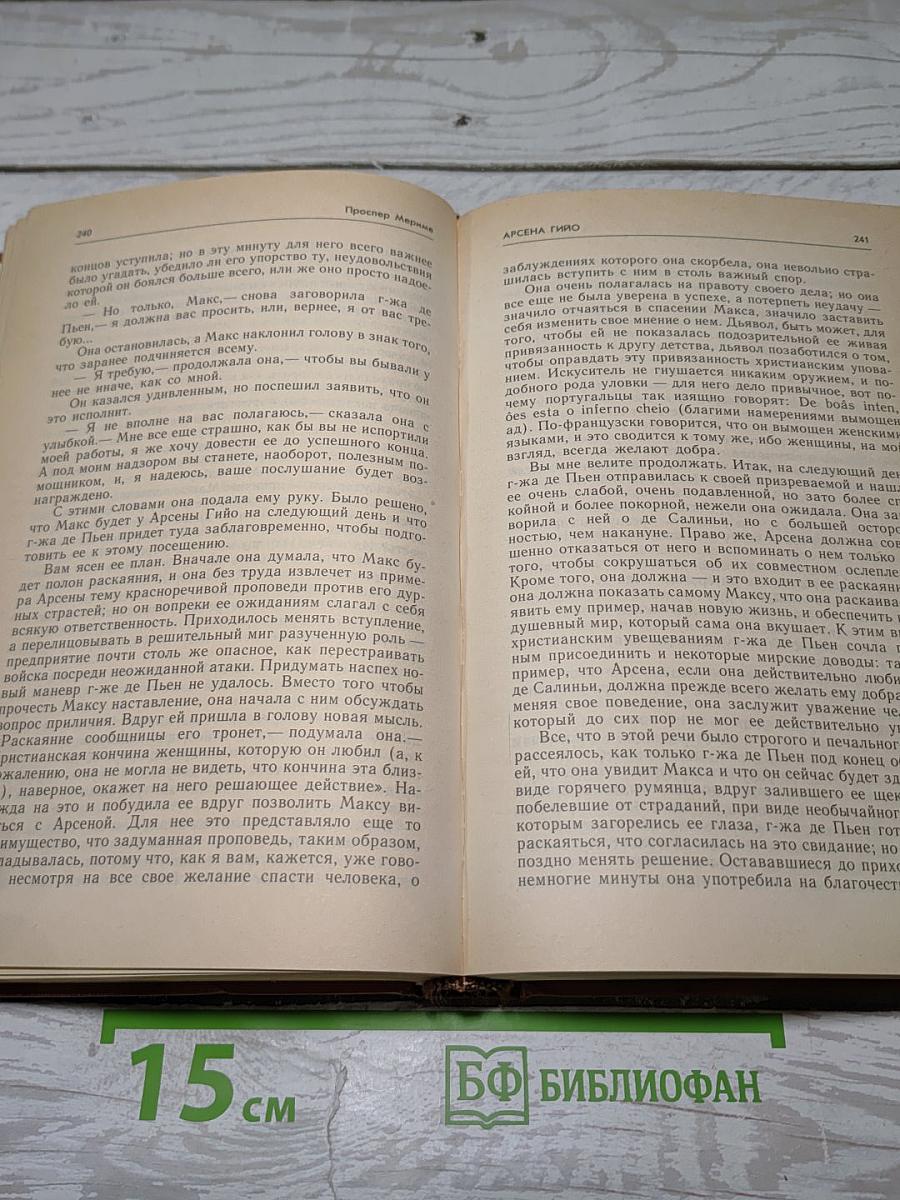 240
Проспер Мериме
концов уступила; но в эту минуту для него всего важнее
было угадать, убедило ли его упорство ту, неудовольствия
которой он боялся больше всего, или же оно просто надое-
ло ей.
— Но только, Макс,— снова заговорила г-жа де
Пьен,— я должна вас просить, или, вернее, я от вас тре-
бую...
Она остановилась, а Макс наклонил голову в знак того,
что заранее подчиняется всему.
— Я требую,— продолжала она,— чтобы вы бывали у
нее не иначе, как со мной.
Он казался удивленным, но поспешил заявить, что он
это исполнит.
— Я не вполне на вас полагаюсь,— сказала она с
улыбкой.— Мне все еще страшно, как бы вы не испортили
моей работы, я же хочу довести ее до успешного конца.
А под моим надзором вы станете, наоборот, полезным по-
мощником, и, я надеюсь, ваше послушание будет воз-
награждено.
С этими словами она подала ему руку. Было решено,
что Макс будет у Арсены Гийо на следующий день и что
г-жа де Пьен придет туда заблаговременно, чтобы подго-
товить ее к этому посещению.
Вам ясен ее план. Вначале она думала, что Макс бу-
дет полон раскаяния, и она без труда извлечет из приме-
ра Арсены тему красноречивой проповеди против его дур-
ных страстей; но он вопреки ее ожиданиям слагал с себя
всякую ответственность. Приходилось менять вступление,
а перелицовывать в решительный миг разученную роль —
предприятие почти столь же опасное, как перестраивать
войска посреди неожиданной атаки. Придумать наспех но-
вый маневр г-же де Пьен не удалось. Вместо того чтобы
прочесть Максу наставление, она начала с ним обсуждать
вопрос приличия. Вдруг ей пришла в голову новая мысль.
Раскаяние сообщницы его тронет,— подумала она.—
ристианская кончина женщины, которую он любил (а, к
ожалению, она не могла не видеть, что кончина эта близ-
), наверное, окажет на него решающее действие». На-
жда на это и побудила ее вдруг позволить Максу ви-
ться с Арсеной. Для нее это представляло еще то
имущество, что задуманная проповедь, таким образом,
ладывалась, потому что, как я вам, кажется, уже гово-
несмотря на все свое желание спасти человека, о
АРСЕНА ГИЙО
241
заблуждениях которого она скорбела, она невольно стра-
шилась вступить с ним в столь важный спор.
Она очень полагалась на правоту своего дела; но она
все еще не была уверена в успехе, а потерпеть неудачу —
значило отчаяться в спасении Макса, значило заставить
себя изменить свое мнение о нем. Дьявол, быть может, для
того, чтобы ей не показалась подозрительной ее живая
привязанность к другу детства, дьявол позаботился о том,
чтобы оправдать эту привязанность христианским упова-
нием. Искуситель не гнушается никаким оружием, и по-
добного рода уловки — для него дело привычное, вот по-
чему португальцы так изящно говорят: De boâs inten,
ões esta o inferno cheio (благими намерениями вымощен
ад). По-французски говорится, что он вымощен женскими
языками, и это сводится к тому же, ибо женщины, на мой
взгляд, всегда желают добра.
Вы мне велите продолжать. Итак, на следующий ден
г-жа де Пьен отправилась к своей призреваемой и нашл
ее очень слабой, очень подавленной, но зато более сп
койной и более покорной, нежели она ожидала. Она заг
ворила с ней о де Салиньи, но с большей осторо
ностью, чем накануне. Право же, Арсена должна сов
шенно отказаться от него и вспоминать о нем только
того, чтобы сокрушаться об их совместном ослеплен
Кроме того, она должна — и это входит в ее раскаяни
она должна показать самому Максу, что она раскаивае
явить ему пример, начав новую жизнь, и обеспечить
душевный мир, который сама она вкушает. К этим в
христианским увещеваниям г-жа де Пьен сочла
ным присоединить и некоторые мирские доводы: та
пример, что Арсена, если она действительно люби
де Салиньи, должна прежде всего желать ему добра
меняя свое поведение, она заслужит уважение чел
который до сих пор не мог ее действительно ув
Все, что в этой речи было строгого и печального
рассеялось, как только г-жа де Пьен под конец об
ей, что она увидит Макса и что он сейчас будет зд
виде горячего румянца, вдруг залившего ее щек
побелевшие от страданий, при виде необычайног
которым загорелись ее глаза, г-жа де Пьен гот
раскаяться, что согласилась на это свидание; но
поздно менять решение. Остававшиеся до прихо
немногие минуты она употребила на благочест
15 см
БФ БИБЛИОФАН